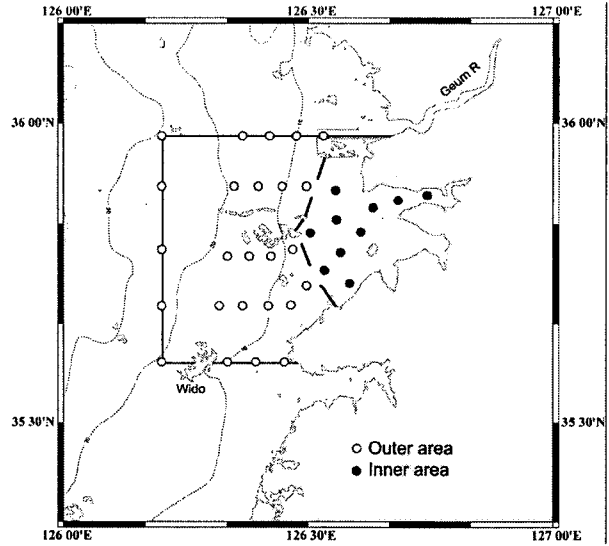 126 00'E 126 30'E 127 00'E
Geum R
36 00'N 36 00'N
Wido
35 30'N 35 30'N
Outer area
Inner area
126 00'E 126 30'E 127 00'E